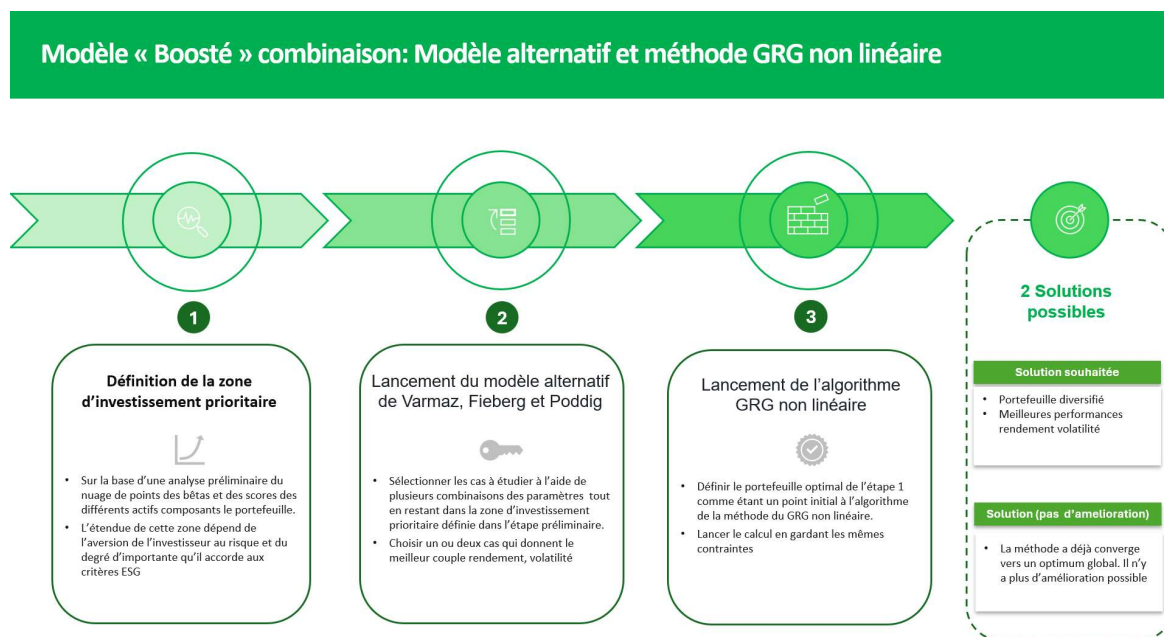 Modèle « Boosté » combinaison: Modèle alternatif et méthode GRG non linéaire
1
Définition de la zone
d'investissement prioritaire
• Sur la base d'une analyse préliminaire du
nuage de points des bêtas et des scores des
différents actifs composants le portefeuille.
• L'étendue de cette zone dépend de
l'aversion de l'investisseur au risque et du
degré d'importante qu'il accorde aux
critères ESG
2
Lancement du modèle alternatif
de Varmaz, Fieberg et Poddig
• Sélectionner les cas à étudier à l'aide de
plusieurs combinaisons des paramètres tout
en restant dans la zone d'investissement
prioritaire définie dans l'étape préliminaire.
• Choisir un ou deux cas qui donnent le
meilleur couple rendement, volatilité
3
Lancement de l'algorithme
GRG non linéaire
• Définir le portefeuille optimal de l'étape 1
comme étant un point initial à l'algorithme
de la méthode du GRG non linéaire.
• Lancer le calcul en gardant les mêmes
contraintes
2 Solutions
possibles
Solution souhaitée
• Portefeuille diversifié
• Meilleures performances
rendement volatilité
Solution (pas d'amelioration)
• La méthode a déjà converge
vers un optimum global. Il n'y
a plus d'amélioration possible